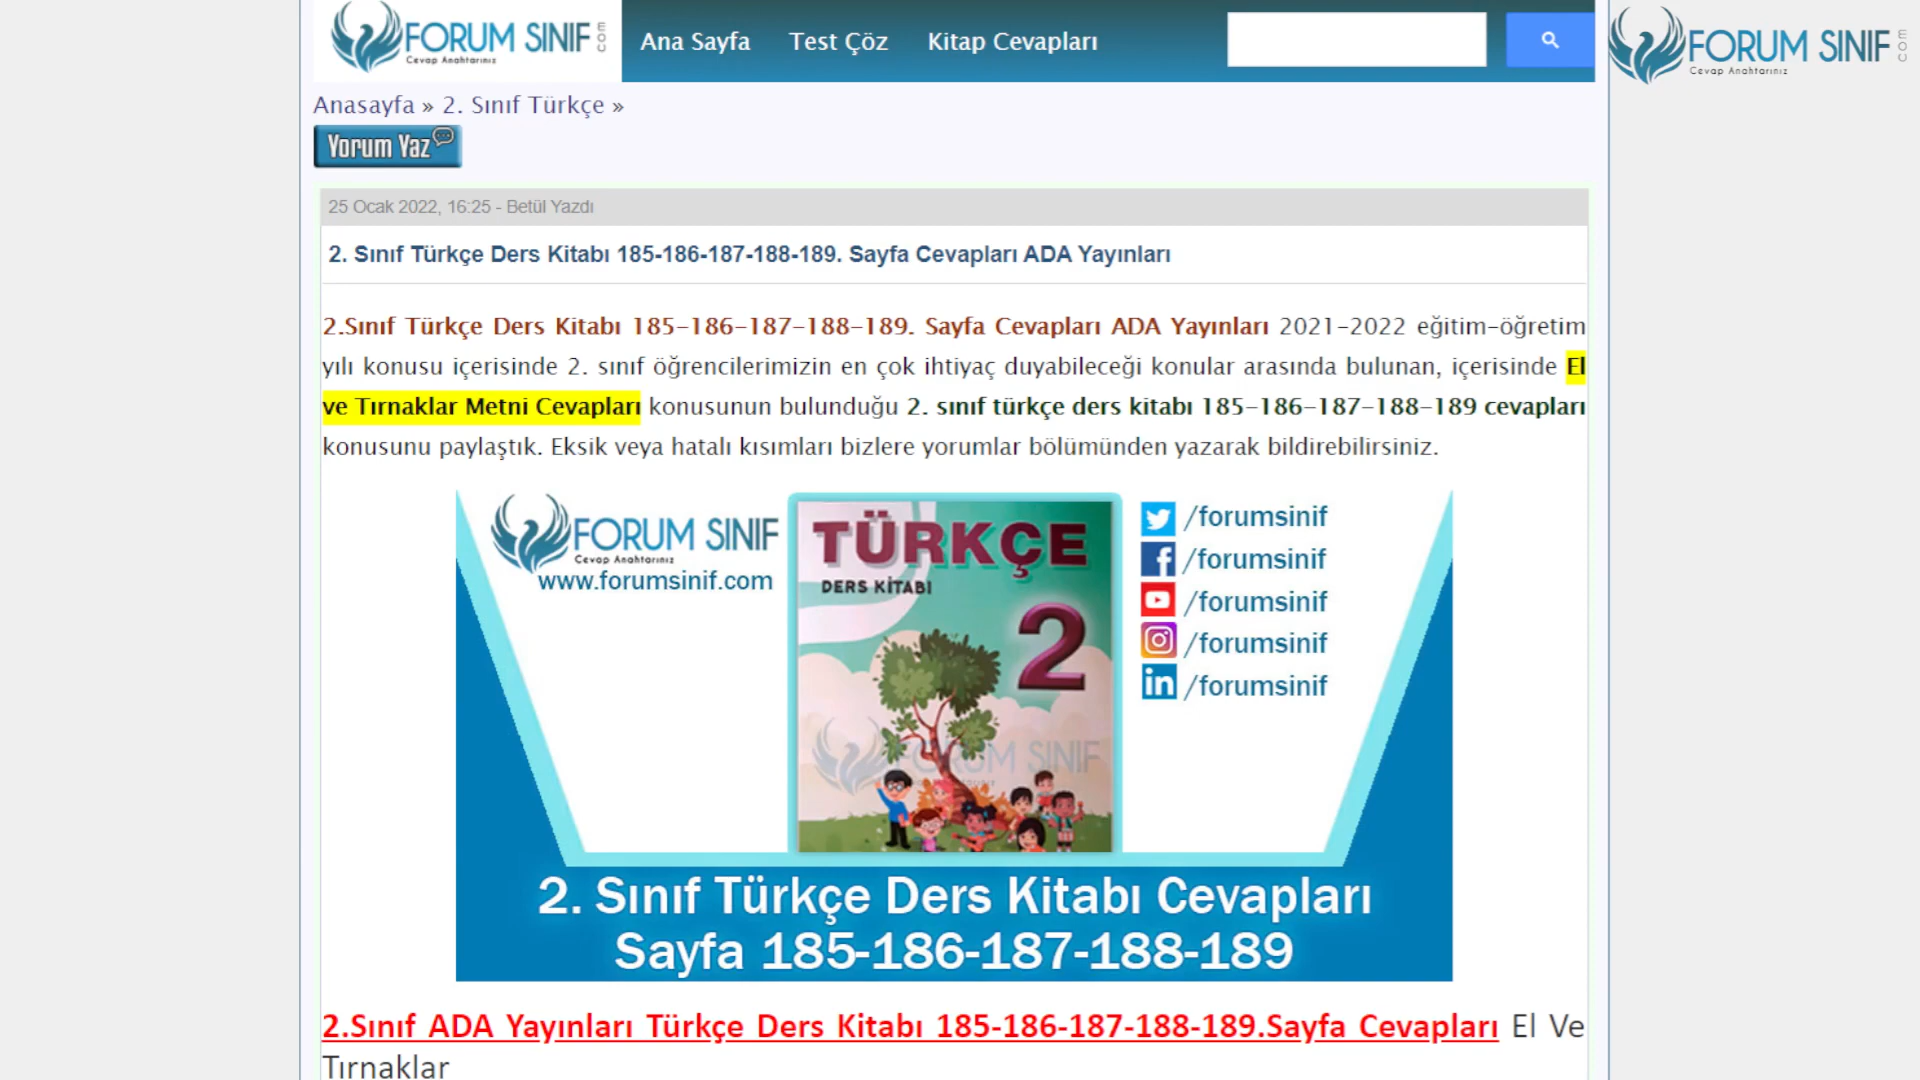 FORUM SINIF com
Cevap Anahtarınız
Ana Sayfa
Test Çöz
Kitap Cevapları
FORUM SINIF com
Cevap Anahtarınız
Anasayfa » 2. Sınıf Türkçe »
Yorum Yaz
25 Ocak 2022, 16:25 - Betül Yazdı
2. Sınıf Türkçe Ders Kitabı 185-186-187-188-189. Sayfa Cevapları ADA Yayınları
2.Sınıf Türkçe Ders Kitabı 185-186-187-188-189. Sayfa Cevapları ADA Yayınları 2021-2022 eğitim-öğretim
yılı konusu içerisinde 2. sınıf öğrencilerimizin en çok ihtiyaç duyabileceği konular arasında bulunan, içerisinde El
ve Tırnaklar Metni Cevapları konusunun bulunduğu 2. sınıf türkçe ders kitabı 185-186-187-188-189 cevapları
konusunu paylaştık. Eksik veya hatalı kısımları bizlere yorumlar bölümünden yazarak bildirebilirsiniz.
FORUM SINIF
Cevap Anahtarınız
www.forumsinif.com
TÜRKÇE
DERS KİTABI
2
FORUM SINIF
/forumsinif
/forumsinif
/forumsinif
/forumsinif
/forumsinif
2. Sınıf Türkçe Ders Kitabı Cevapları
Sayfa 185-186-187-188-189
2.Sınıf ADA Yayınları Türkçe Ders Kitabı 185-186-187-188-189.Sayfa Cevapları El Ve
Tırnaklar